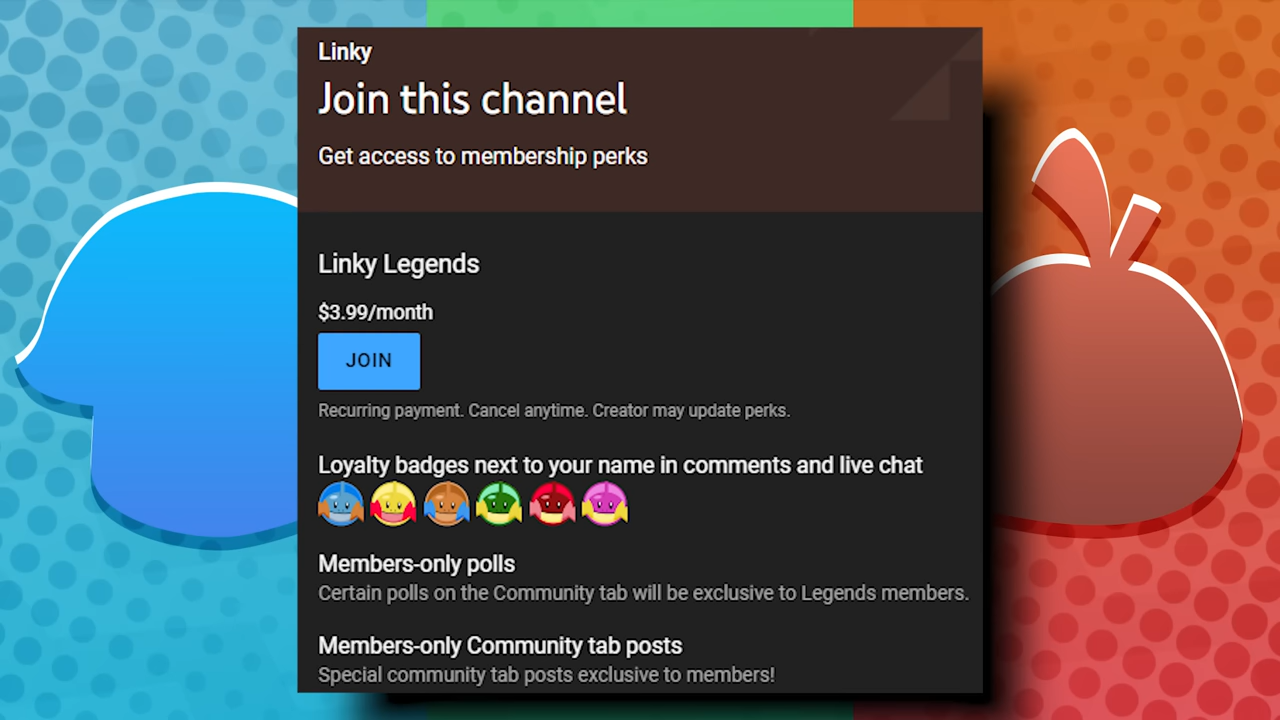 Linky
Join this channel
Get access to membership perks
Linky Legends
$3.99/month
JOIN
Recurring payment. Cancel anytime. Creator may update perks.
Loyalty badges next to your name in comments and live chat
Members-only polls
Certain polls on the Community tab will be exclusive to Legends members.
Members-only Community tab posts
Special community tab posts exclusive to members!